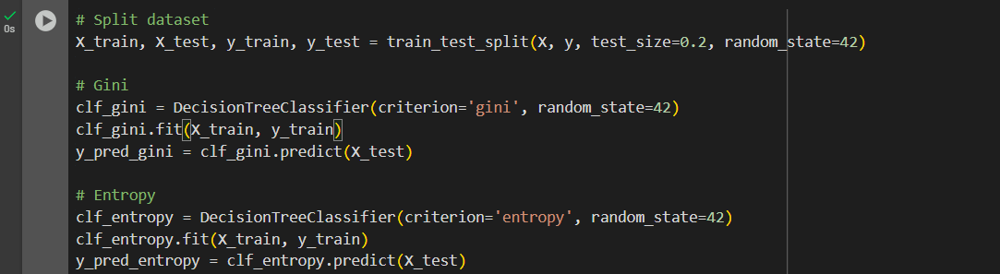 0s
# Split dataset
X_train, X_test, y_train, y_test = train_test_split(X, y, test_size=0.2, random_state=42)
# Gini
clf_gini = DecisionTreeClassifier(criterion='gini', random_state=42)
clf_gini.fit(X_train, y_train)
y_pred_gini = clf_gini.predict(X_test)
# Entropy
clf_entropy = DecisionTreeClassifier(criterion='entropy', random_state=42)
clf_entropy.fit(X_train, y_train)
y_pred_entropy = clf_entropy.predict(X_test)